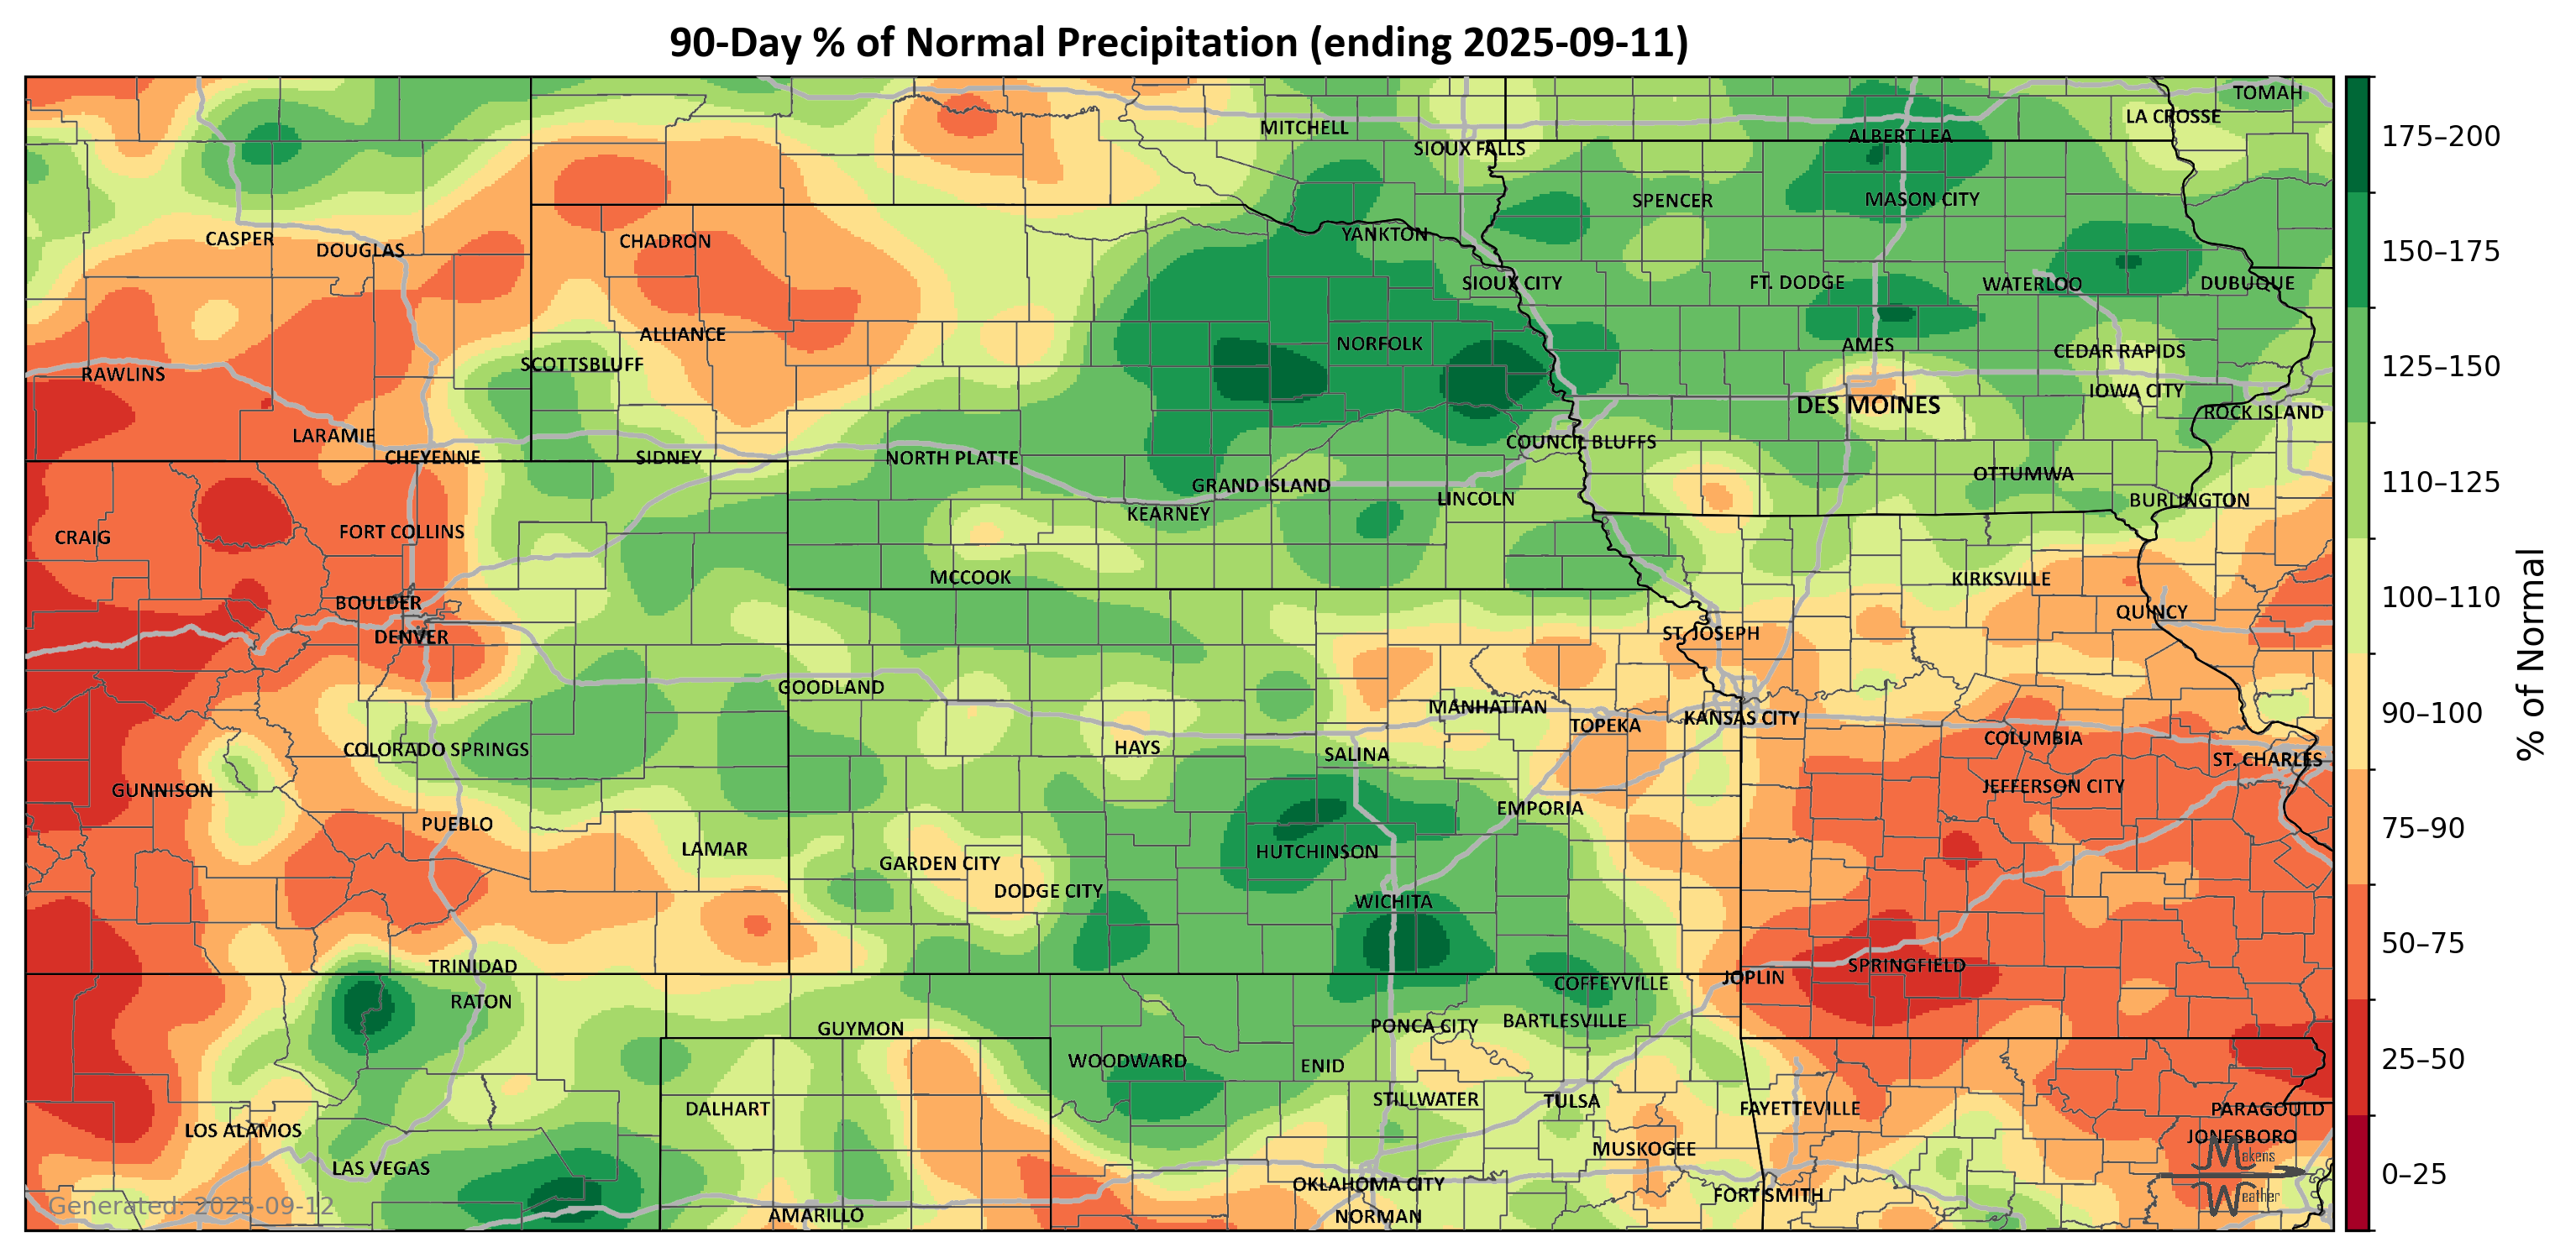 90-Day % of Normal Precipitation (ending 2025-09-11)
TOMAH
LA CROSSE
MITCHELL
ALBERT LEA
SIOUX FALLS
SPENCER
MASON CITY
CASPER
DOUGLAS
CHADRON
YANKTON
SIOUX CITY
FT. DODGE
WATERLOO
DUBUQUE
ALLIANCE
NORFOLK
AMES
CEDAR RAPIDS
SCOTTSBLUFF
RAWLINS
IOWA CITY
DES MOINES
ROCK ISLAND
LARAMIE
COUNCIL BLUFFS
CHEYENNE
SIDNEY
NORTH PLATTE
OTTUMWA
GRAND ISLAND
LINCOLN
BURLINGTON
KEARNEY
CRAIG
FORT COLLINS
MCCOOK
KIRKSVILLE
BOULDER
QUINCY
DENVER
ST. JOSEPH
GOODLAND
MANHATTAN
TOPEKA
KANSAS CITY
COLORADO SPRINGS
HAYS
SALINA
COLUMBIA
ST. CHARLES
GUNNISON
JEFFERSON CITY
PUEBLO
EMPORIA
LAMAR
GARDEN CITY
HUTCHINSON
DODGE CITY
WICHITA
TRINIDAD
SPRINGFIELD
JOPLIN
RATON
COFFEYVILLE
GUYMON
PONCA CITY
BARTLESVILLE
WOODWARD
ENID
DALHART
STILLWATER
TULSA
FAYETTEVILLE
PARAGOULD
LOS ALAMOS
JONESBORO
MUSKOGEE
LAS VEGAS
OKLAHOMA CITY
FORT SMITH
AMARILLO
NORMAN
Generated: 2025-09-12
Makens
Weather
175–200
150–175
125–150
110–125
100–110
90–100
75–90
50–75
25–50
0–25
% of Normal